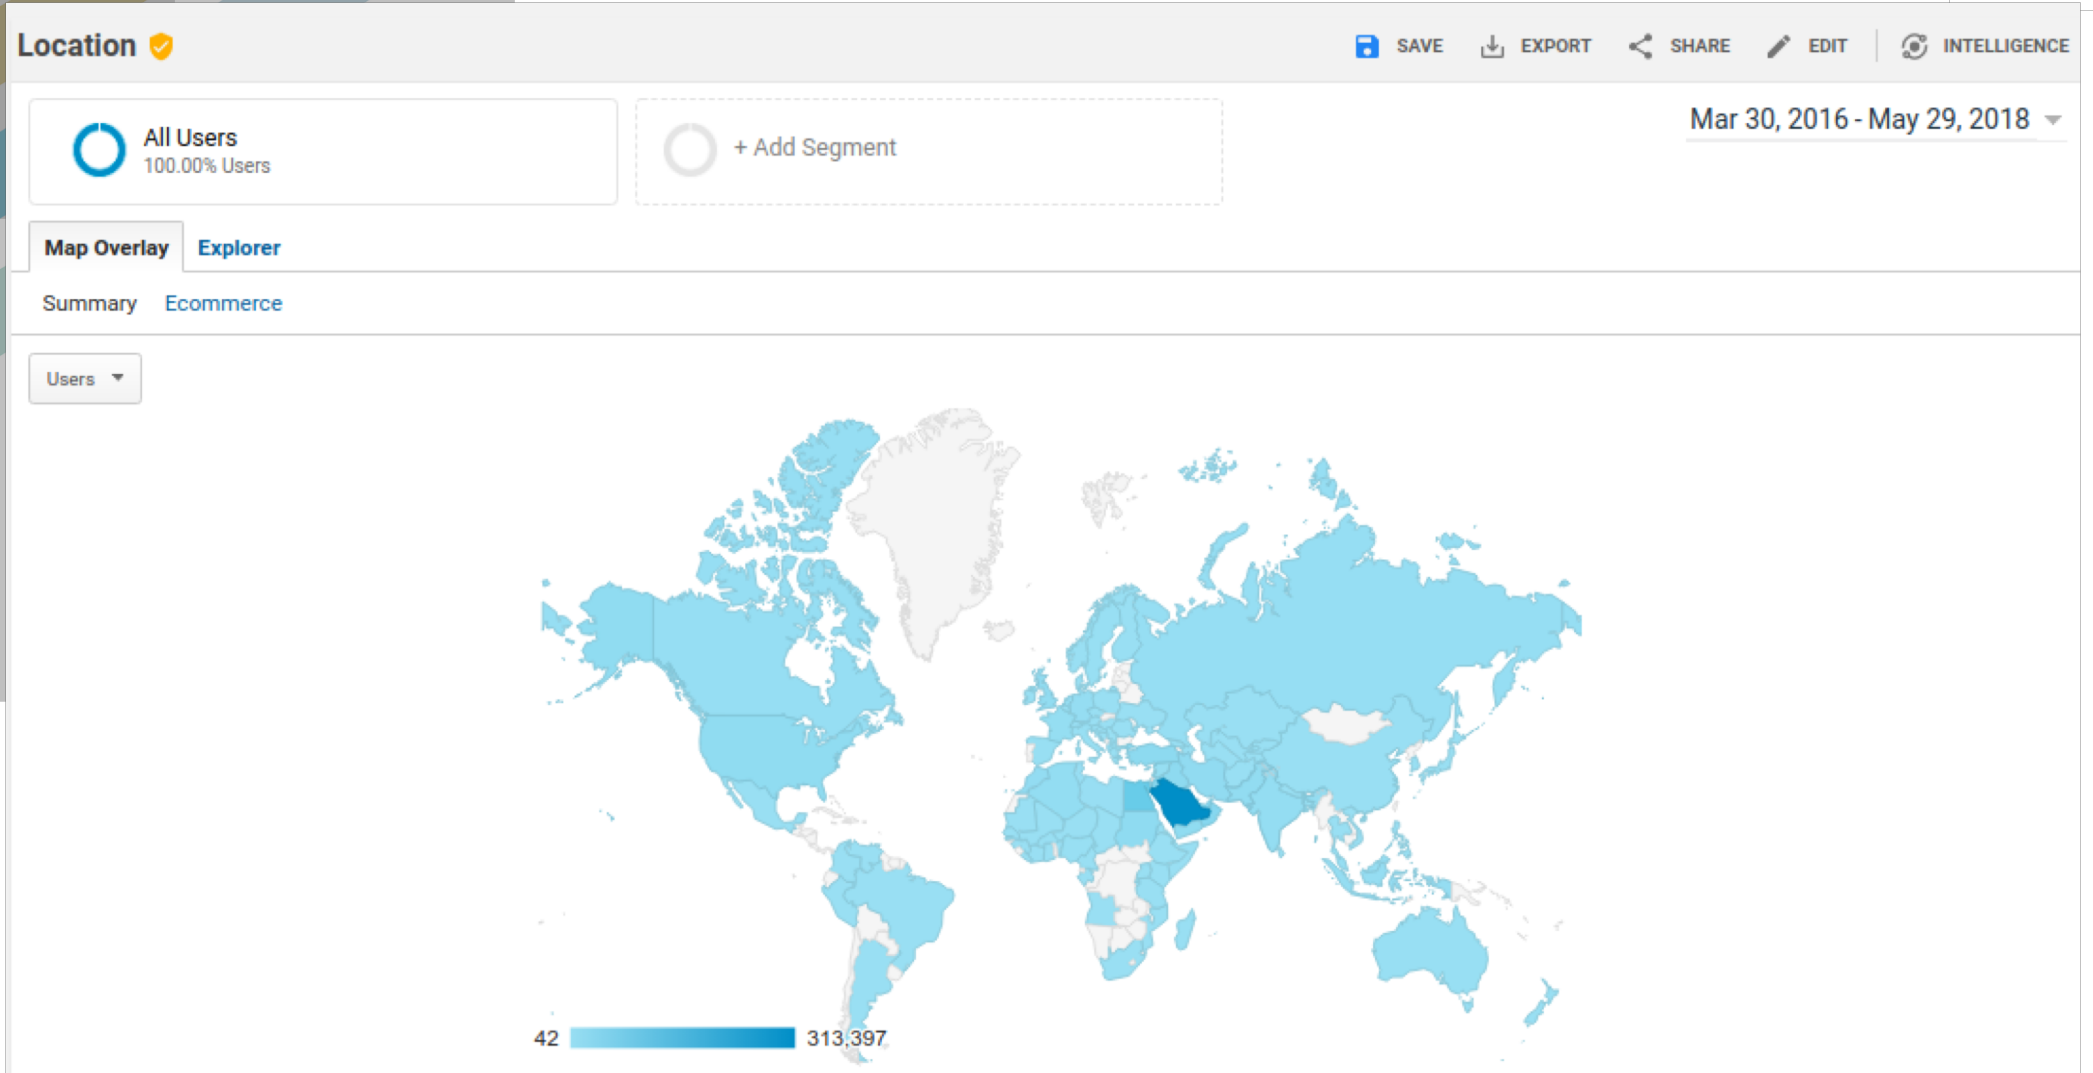 Location
SAVE EXPORT SHARE EDIT INTELLIGENCE
All Users
100.00% Users
+ Add Segment
Mar 30, 2016 - May 29, 2018
Map Overlay Explorer
Summary Ecommerce
Users
42 313,397